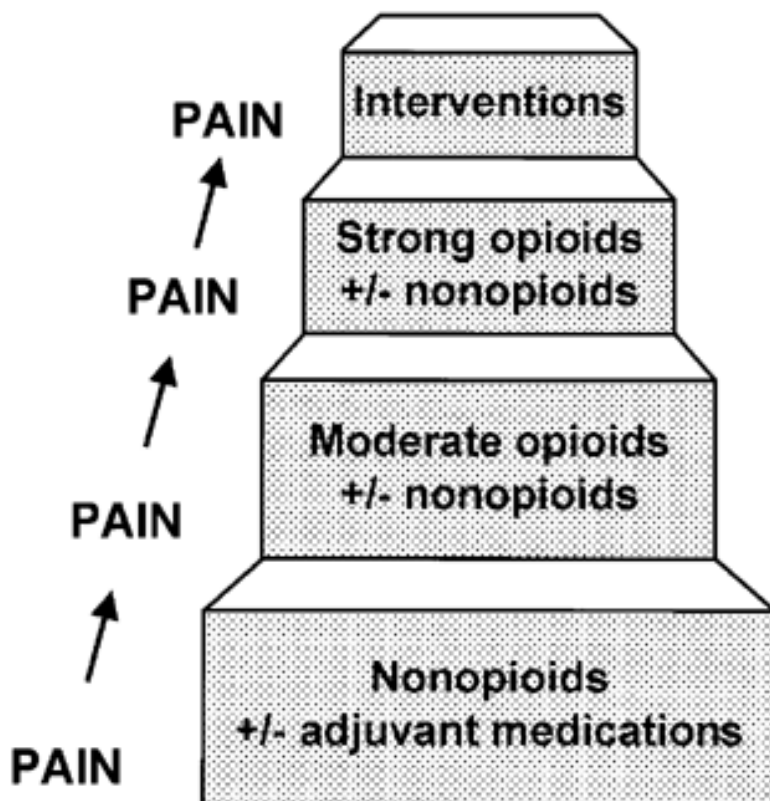 PAIN
Interventions
PAIN
Strong opioids
+/- nonopioids
PAIN
Moderate opioids
+/- nonopioids
PAIN
Nonopioids
+/- adjuvant medications